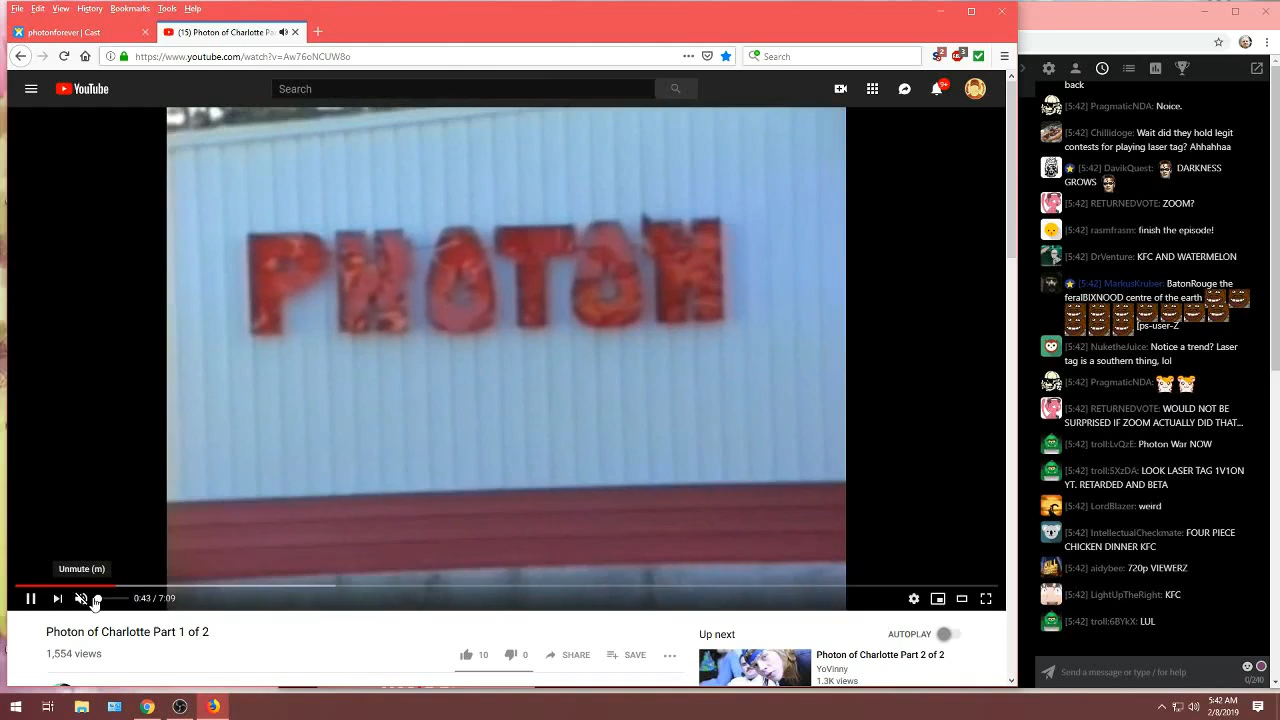 File Edit View History Bookmarks Tools Help
photonforever | Cast
(15) Photon of Charlotte Pa
https://www.youtube.com/watch?v=Aw76oNCUW8o
Search
2
3
YouTube
Search
9+
PHOTON
Unmute (m)
0:43 / 7:09
Photon of Charlotte Part 1 of 2
1,554 views
10
0
SHARE
SAVE
Up next
AUTOPLAY
Photon of Charlotte Part 2 of 2
YoVinny
1.3K views
back
[5:42] PragmaticNDA: Noice.
[5:42] Chillidoge: Wait did they hold legit
contests for playing laser tag? Ahhahhaa
[5:42] DavikQuest: DARKNESS
GROWS
[5:42] RETURNEDVOTE: ZOOM?
[5:42] rasmfrasm: finish the episode!
[5:42] DrVenture: KFC AND WATERMELON
[5:42] MarkusKruber: BatonRouge the
feralBIXNOOD centre of the earth
[ps-user-Z
[5:42] NuketheJuice: Notice a trend? Laser
tag is a southern thing, lol
[5:42] PragmaticNDA:
[5:42] RETURNEDVOTE: WOULD NOT BE
SURPRISED IF ZOOM ACTUALLY DID THAT...
[5:42] troll:LvQzE: Photon War NOW
[5:42] troll:5XzDA: LOOK LASER TAG 1V1ON
YT. RETARDED AND BETA
[5:42] LordBlazer: weird
[5:42] IntellectualCheckmate: FOUR PIECE
CHICKEN DINNER KFC
[5:42] aidybee: 720p VIEWERZ
[5:42] LightUpTheRight: KFC
[5:42] troll:6BYkX: LUL
Send a message or type / for help
0/240
5:42 AM
2/8/2019